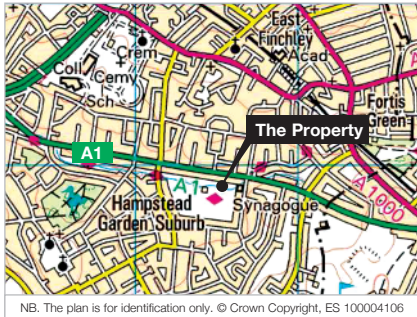 East
Finchley
Crem
Acad
Coll
Cemy
Sch
Fortis
Green
The Property
A1
A1
A1000
Hampstead
Garden Suburb
Synagogue
NB. The plan is for identification only. © Crown Copyright, ES 100004106